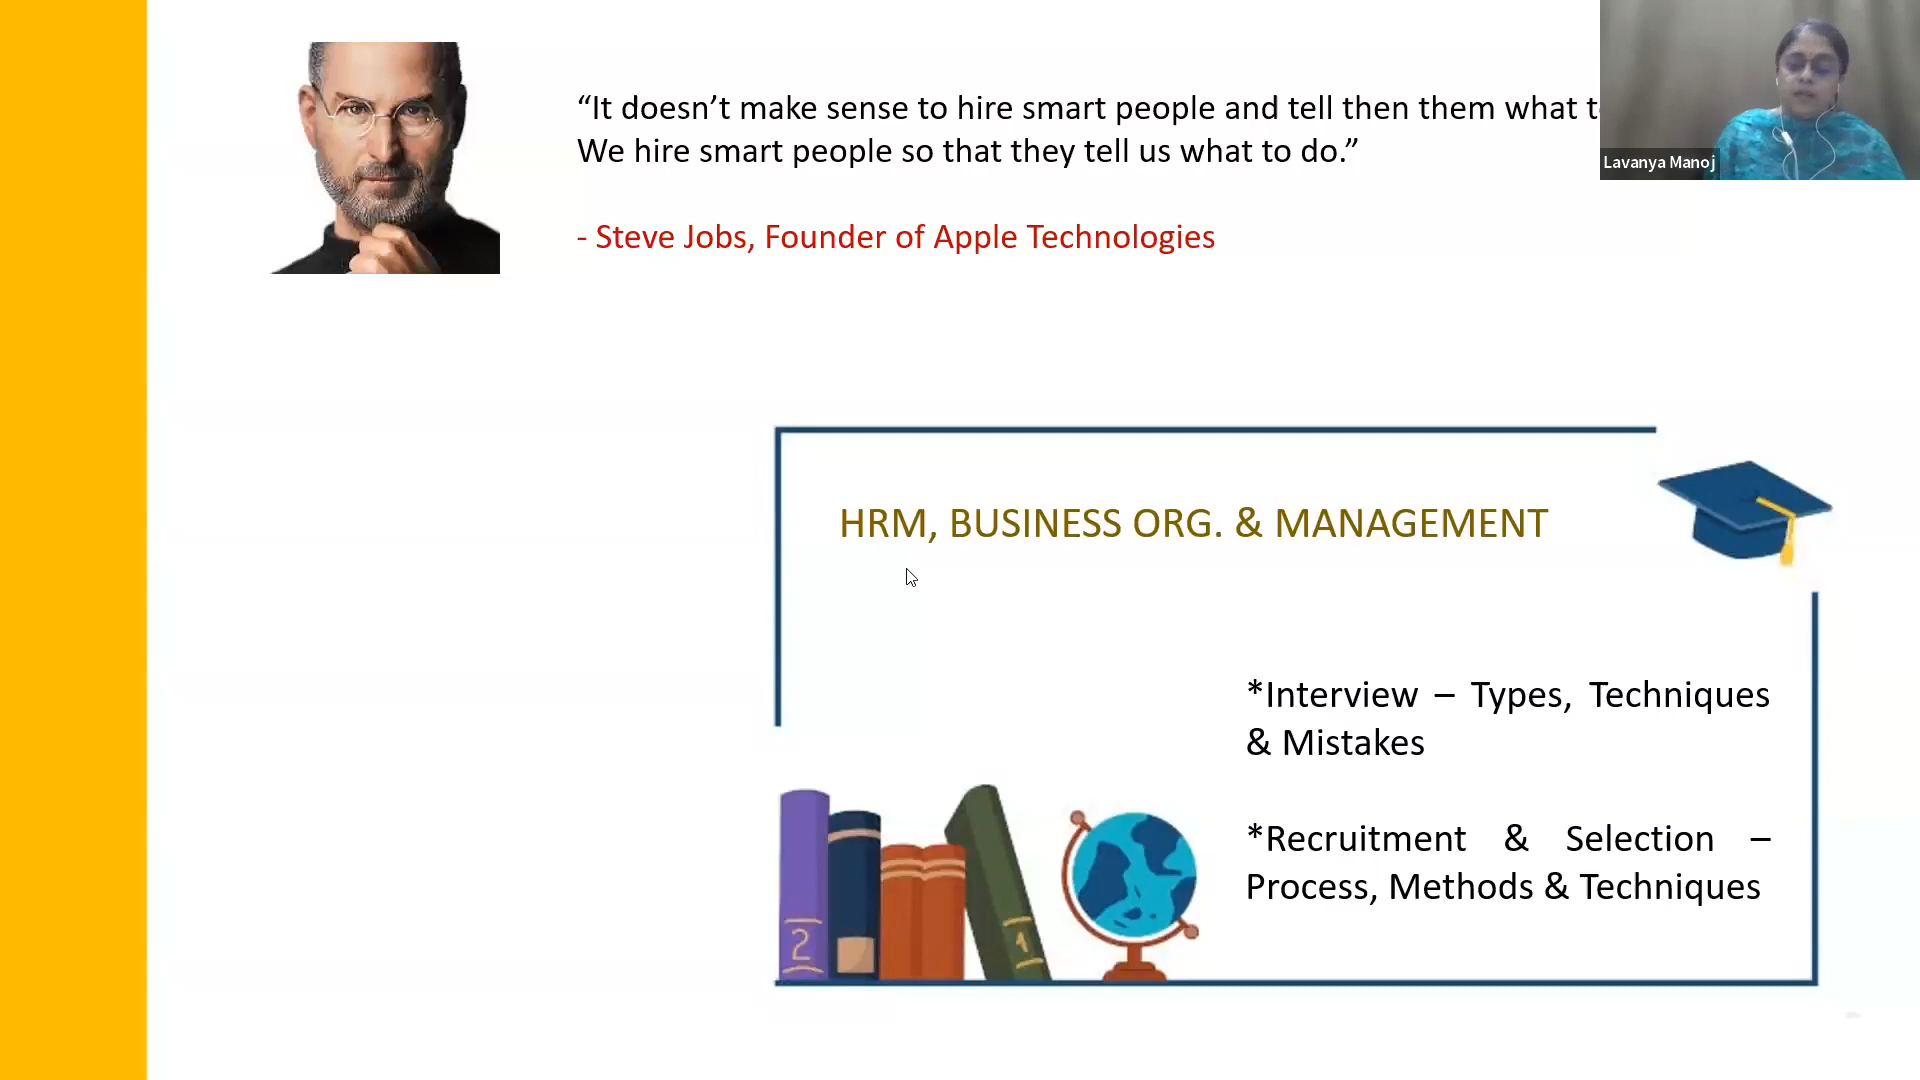 “It doesn’t make sense to hire smart people and tell then them what
We hire smart people so that they tell us what to do.”
- Steve Jobs, Founder of Apple Technologies
Lavanya Manoj
HRM, BUSINESS ORG. & MANAGEMENT
*Interview – Types, Techniques
& Mistakes
*Recruitment & Selection –
Process, Methods & Techniques
2
1